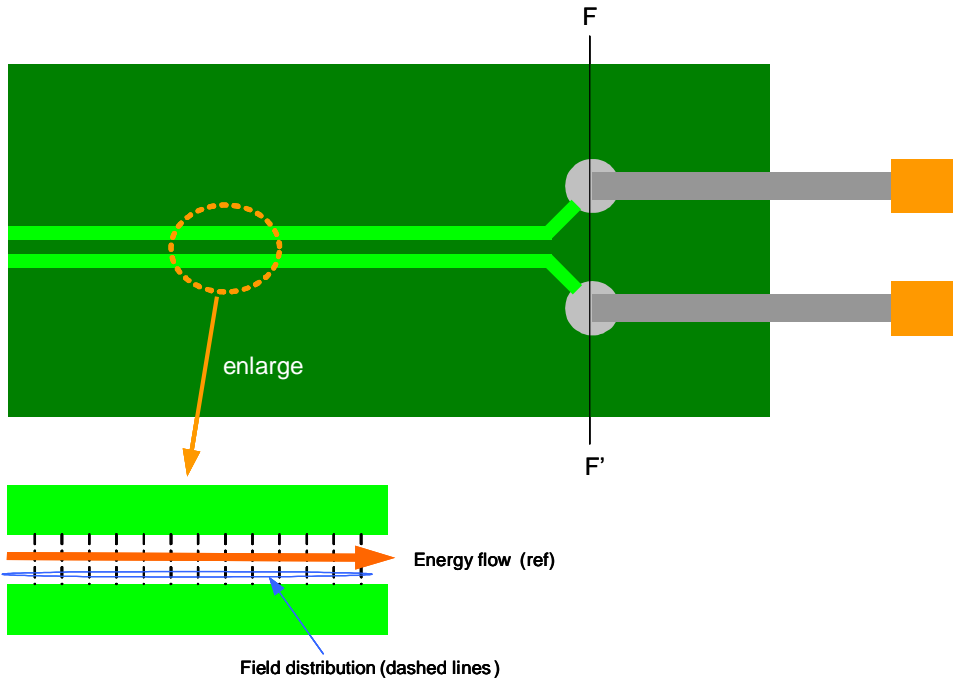 F
enlarge
F’
Energy flow (ref)
Field distribution (dashed lines)